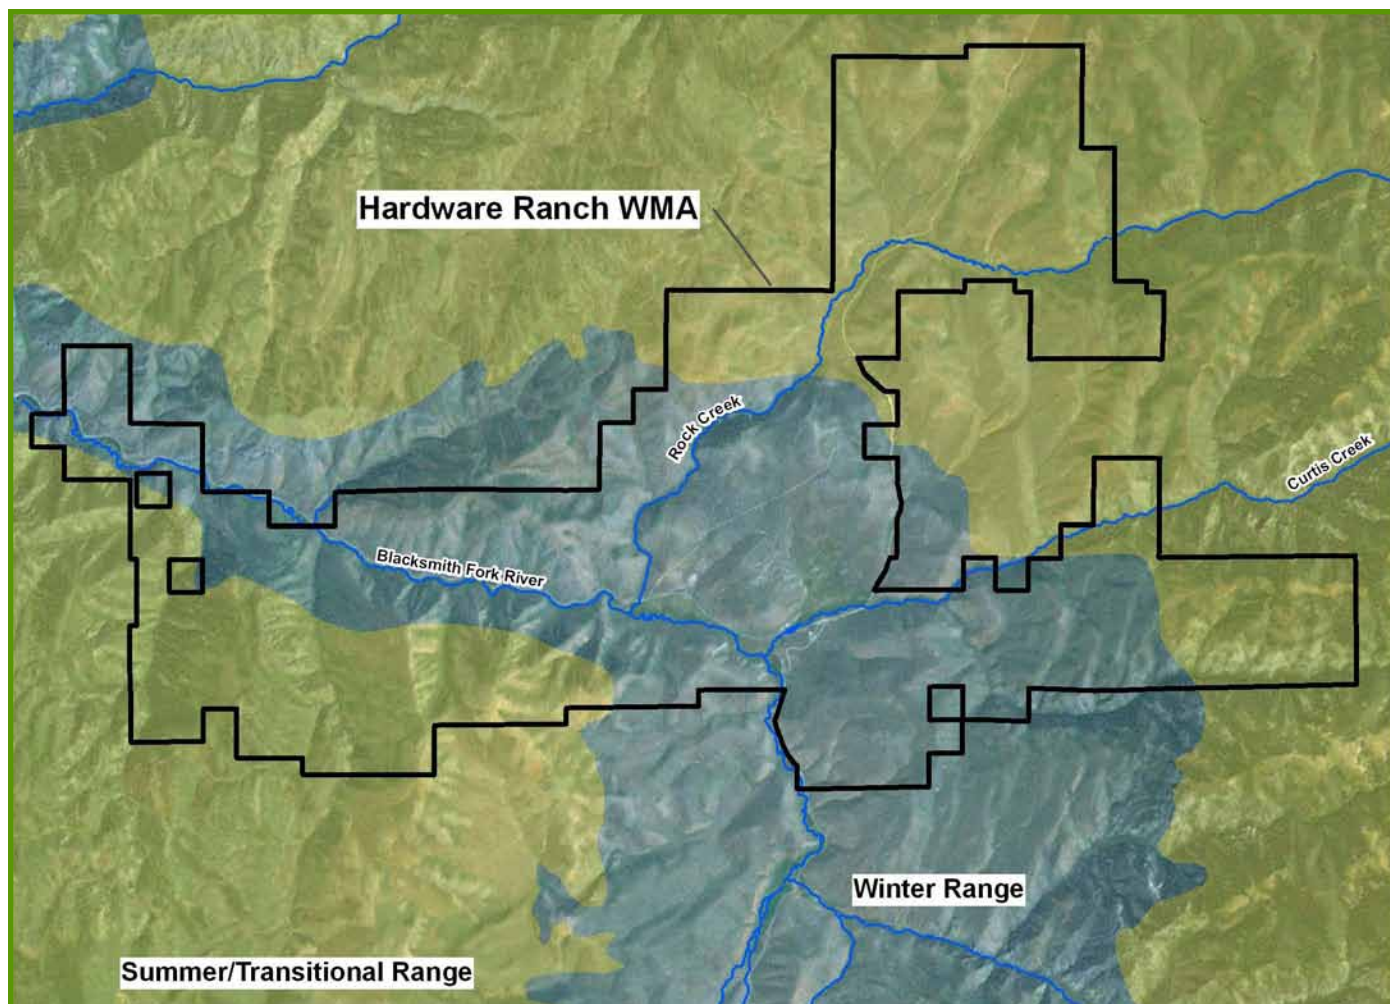 Hardware Ranch WMA
Rock Creek
Curtis Creek
Blacksmith Fork River
Winter Range
Summer/Transitional Range